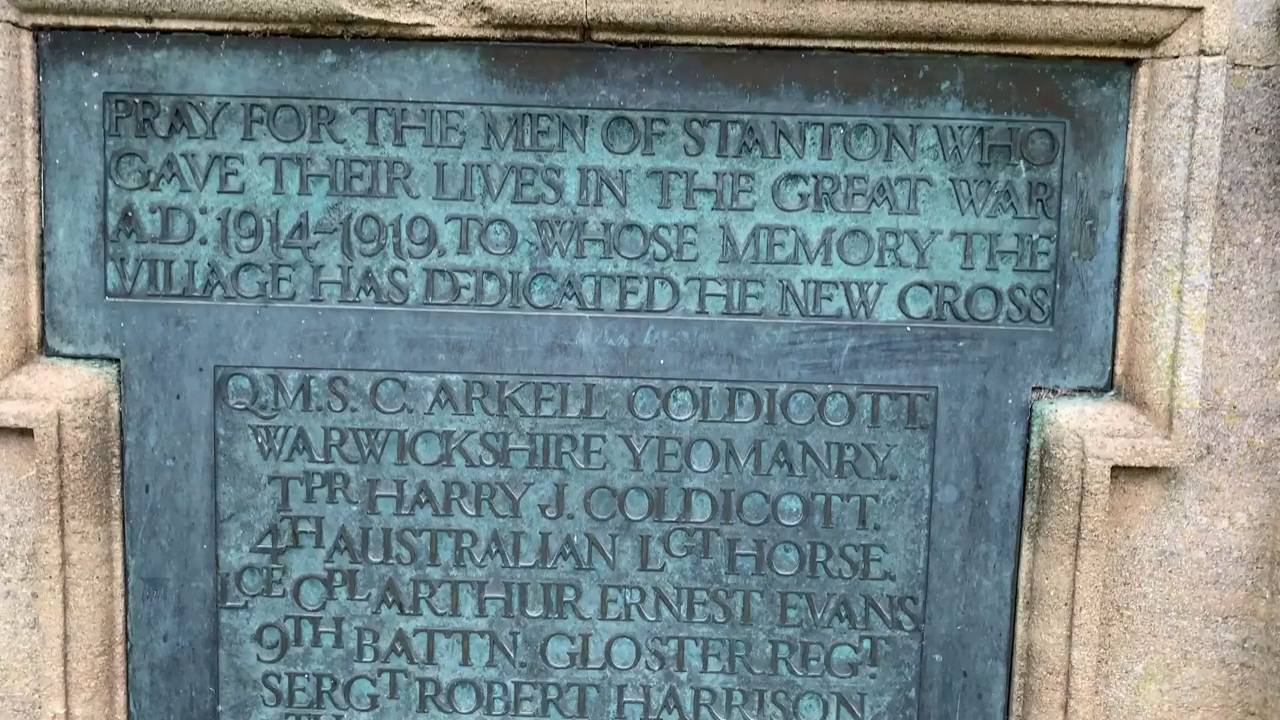 PRAY FOR THE MEN OF STANTON WHO
GAVE THEIR LIVES IN THE GREAT WAR
A.D: 1914–1919, TO WHOSE MEMORY THE
VILLAGE HAS DEDICATED THE NEW CROSS
Q.M.S. C. ARKELL COLDICOTT.
WARWICKSHIRE YEOMANRY.
TPR HARRY J. COLDICOTT.
4TH AUSTRALIAN LGT HORSE.
LCE CPL ARTHUR ERNEST EVANS
9TH BATTN. GLOSTER REGT.
SERGT ROBERT HARRISON.